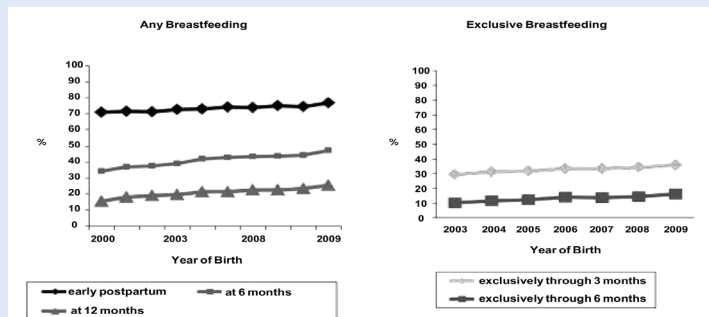 Any Breastfeeding
100
90
80
70
60
50
40
30
20
10
0
%
2000 2003 2008 2009
Year of Birth
early postpartum at 6 months
at 12 months
Exclusive Breastfeeding
100
90
80
70
60
50
40
30
20
10
0
%
2003 2004 2005 2006 2007 2008 2009
Year of Birth
exclusively through 3 months
exclusively through 6 months